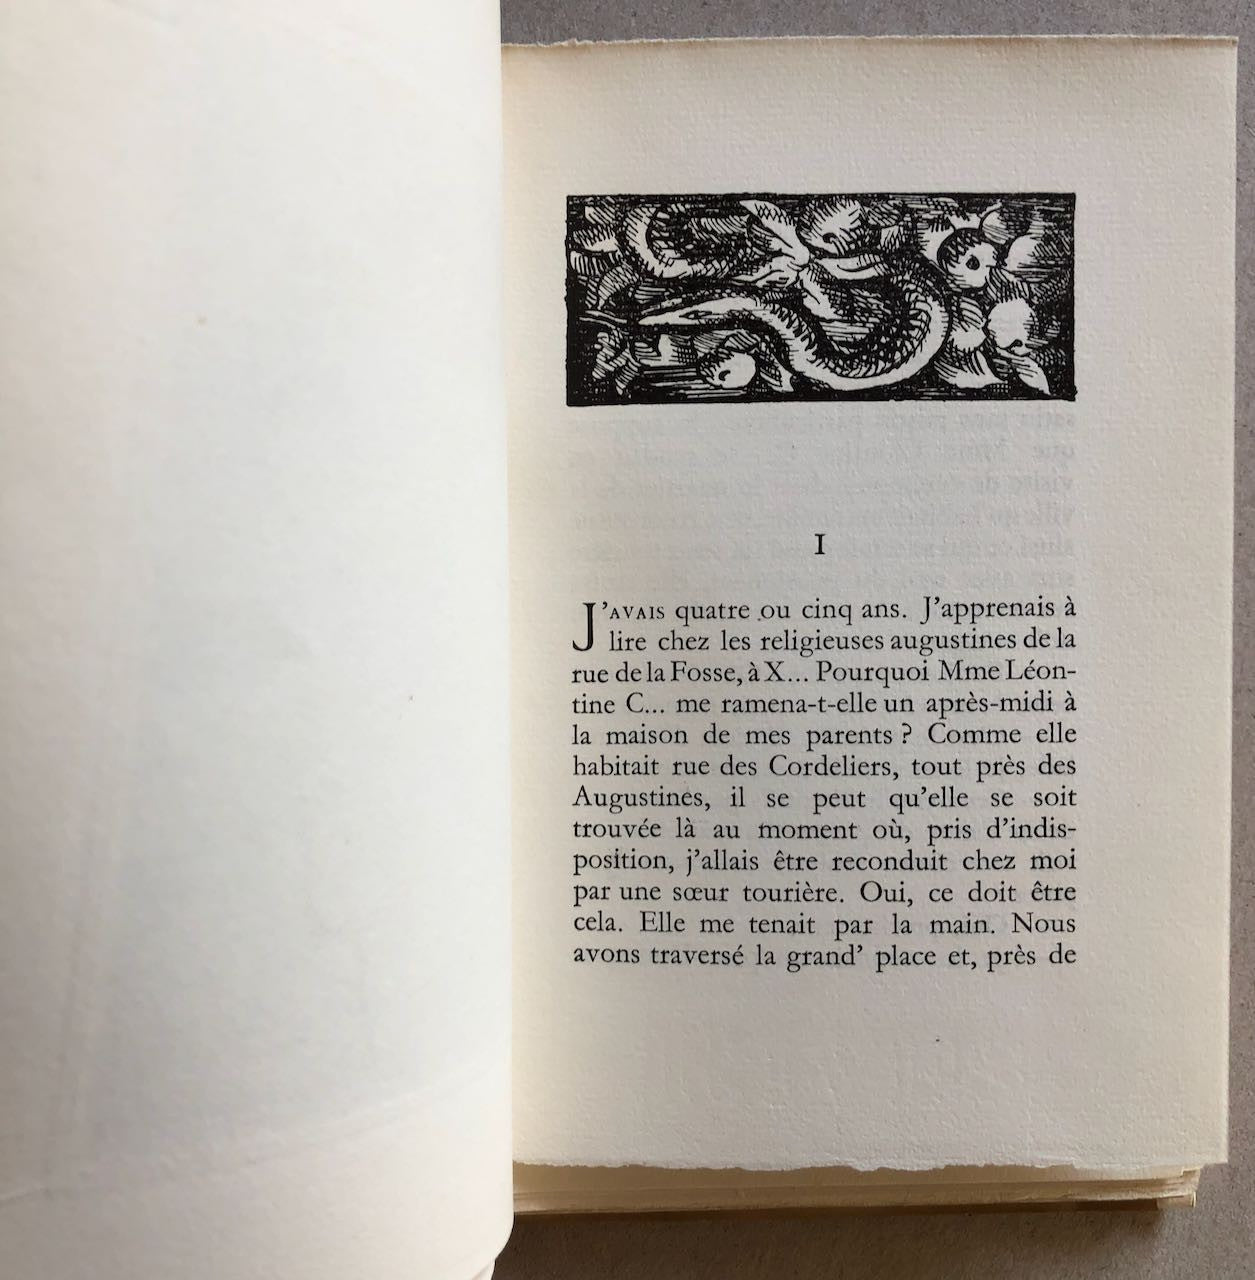 I
J'AVAIS quatre ou cinq ans. J'apprenais à
lire chez les religieuses augustines de la
rue de la Fosse, à X... Pourquoi Mme Léon-
tine C... me ramena-t-elle un après-midi à
la maison de mes parents ? Comme elle
habitait rue des Cordeliers, tout près des
Augustines, il se peut qu'elle se soit
trouvée là au moment où, pris d'indis-
position, j'allais être reconduit chez moi
par une sœur tourière. Oui, ce doit être
cela. Elle me tenait par la main. Nous
avons traversé la grand' place et, près de